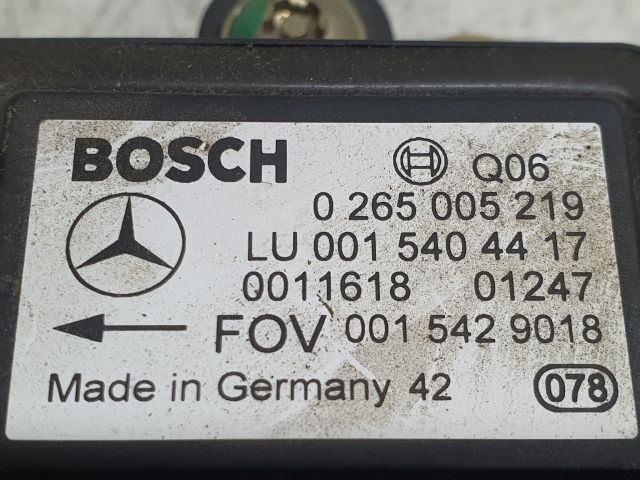 BOSCH Q06
0 265 005 219
LU 001 540 44 17
0011618 01247
FOV 001 542 9018
Made in Germany 42 078